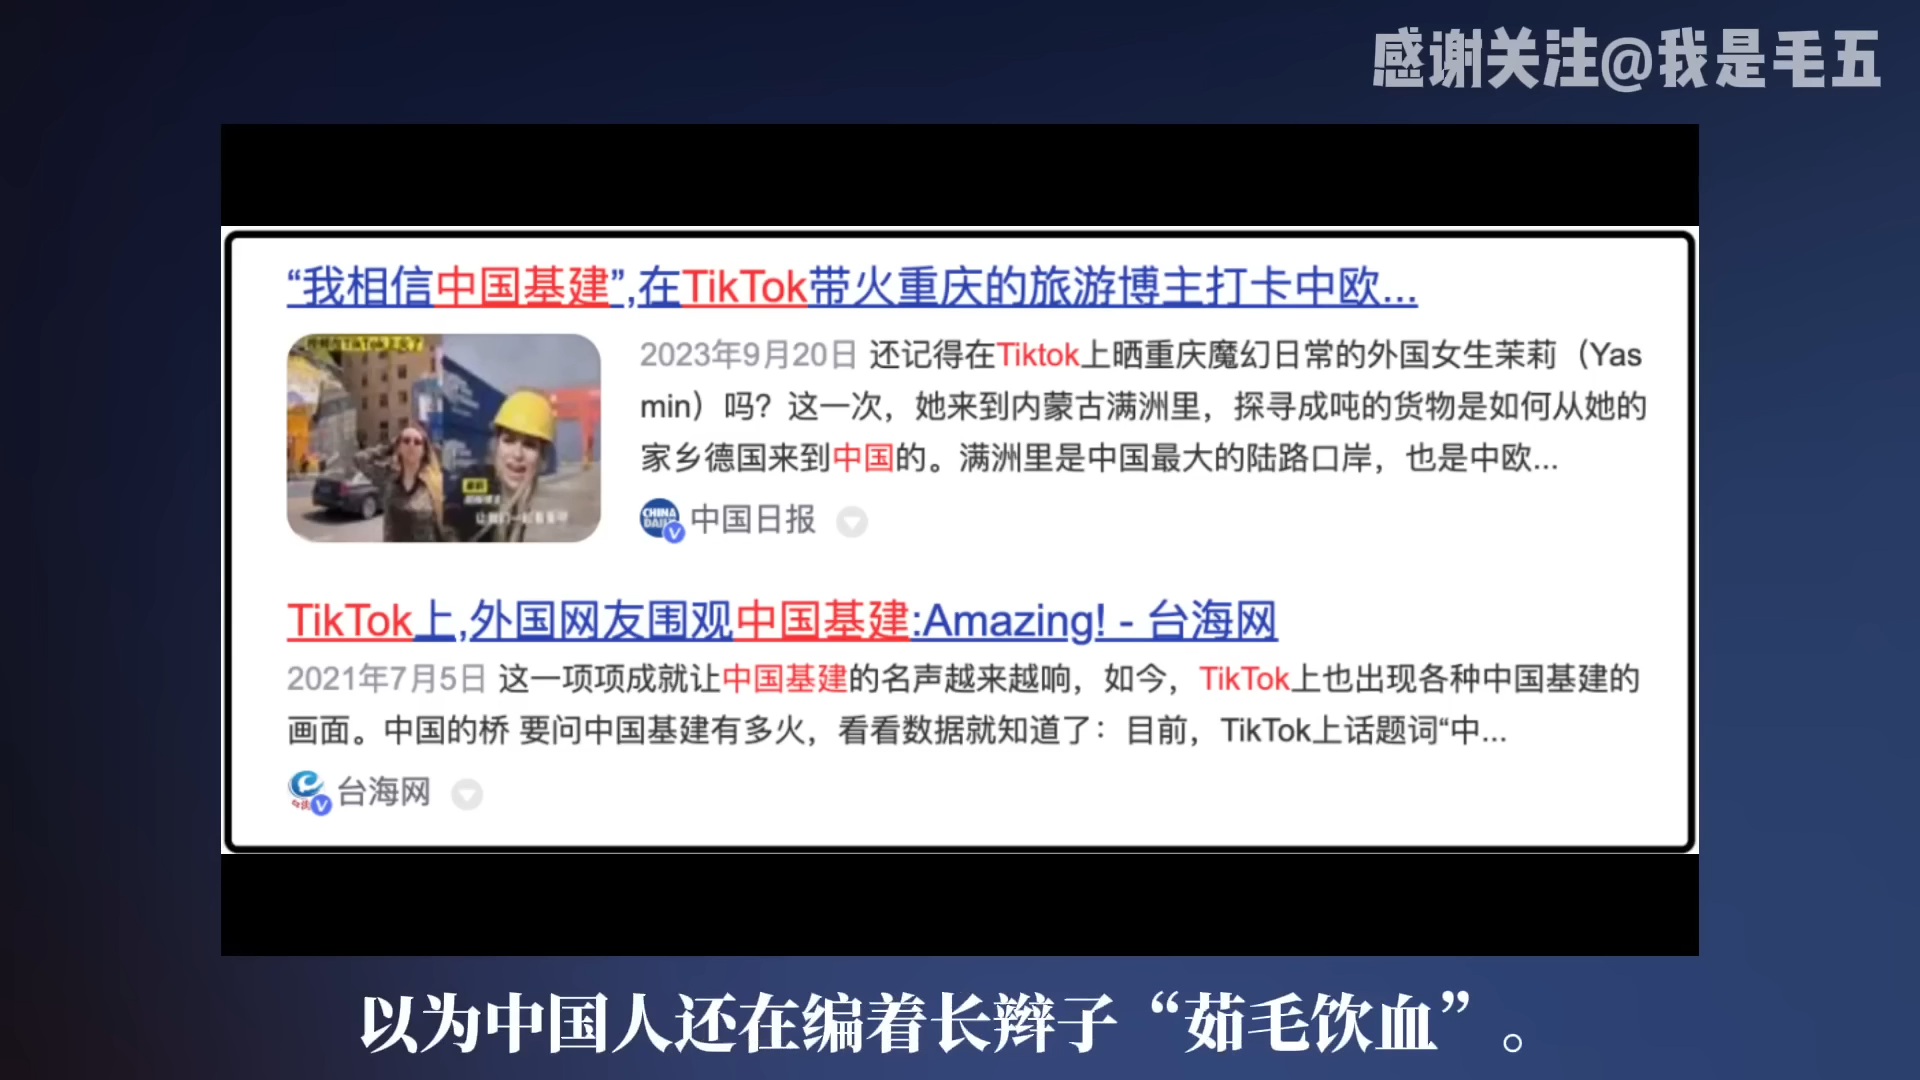 感谢关注@我是毛五
“我相信中国基建”,在TikTok带火重庆的旅游博主打卡中欧...
2023年9月20日 还记得在Tiktok上晒重庆魔幻日常的外国女生茉莉（Yas
min）吗？这一次，她来到内蒙古满洲里，探寻成吨的货物是如何从她的
家乡德国来到中国的。满洲里是中国最大的陆路口岸，也是中欧...
CHINA DAILY 中国日报
TikTok上,外国网友围观中国基建:Amazing! - 台海网
2021年7月5日 这一项项成就让中国基建的名声越来越响，如今，TikTok上也出现各种中国基建的
画面。中国的桥 要问中国基建有多火，看看数据就知道了：目前，TikTok上话题词“中...
台海网
以为中国人还在编着长辫子“茹毛饮血”。